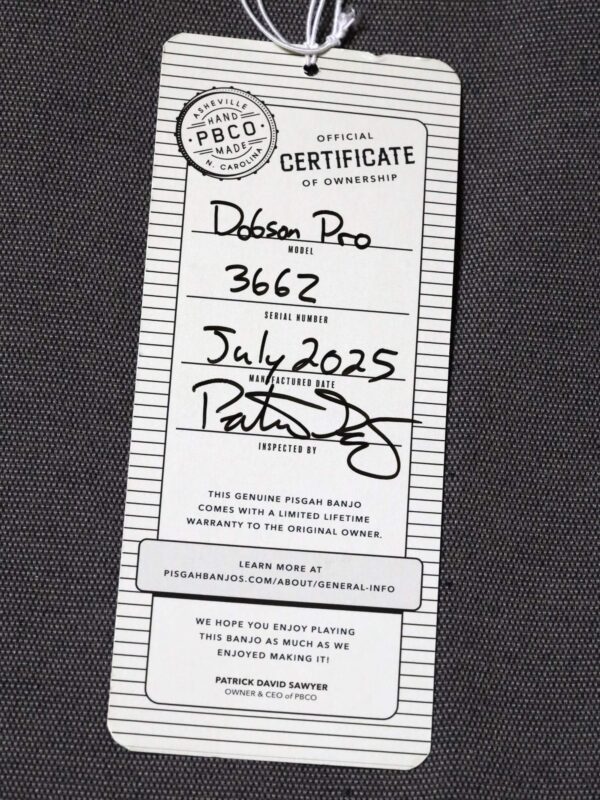 ASHEVILLE
HAND
PBCO
MADE
N. CAROLINA
OFFICIAL
CERTIFICATE
OF OWNERSHIP
Dobson Pro
MODEL
3662
SERIAL NUMBER
July 2025
MANUFACTURED DATE
INSPECTED BY
THIS GENUINE PISGAH BANJO
COMES WITH A LIMITED LIFETIME
WARRANTY TO THE ORIGINAL OWNER.
LEARN MORE AT
PISGAHBANJOS.COM/ABOUT/GENERAL-INFO
WE HOPE YOU ENJOY PLAYING
THIS BANJO AS MUCH AS WE
ENJOYED MAKING IT!
PATRICK DAVID SAWYER
OWNER & CEO of PBCO